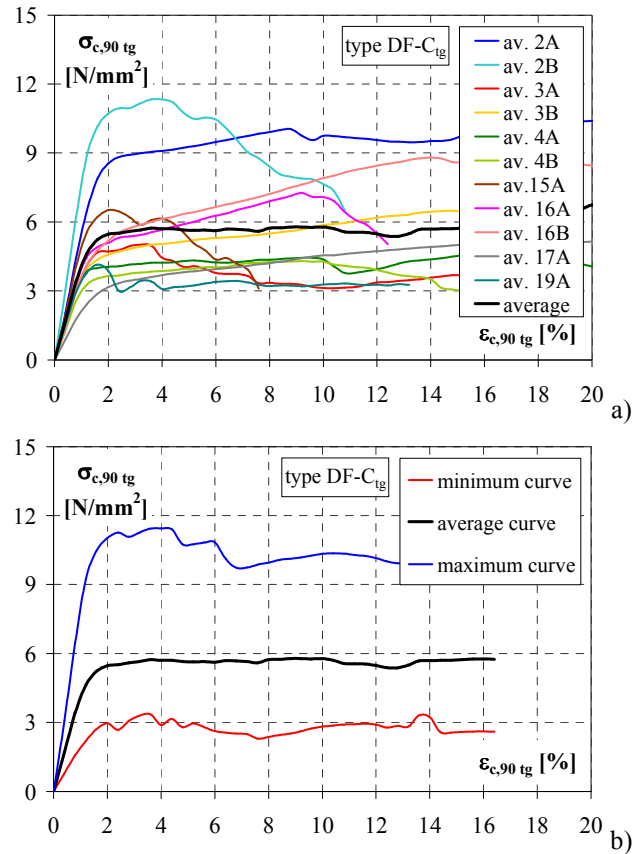 15
12
9
6
3
0
σc,90 tg
[N/mm²]
type DF-Ctg
av. 2A
av. 2B
av. 3A
av. 3B
av. 4A
av. 4B
av.15A
av. 16A
av. 16B
av. 17A
av. 19A
average
εc,90 tg [%]
0 2 4 6 8 10 12 14 16 18 20
a)
15
12
9
6
3
0
σc,90 tg
[N/mm²]
type DF-Ctg
minimum curve
average curve
maximum curve
εc,90 tg [%]
0 2 4 6 8 10 12 14 16 18 20
b)